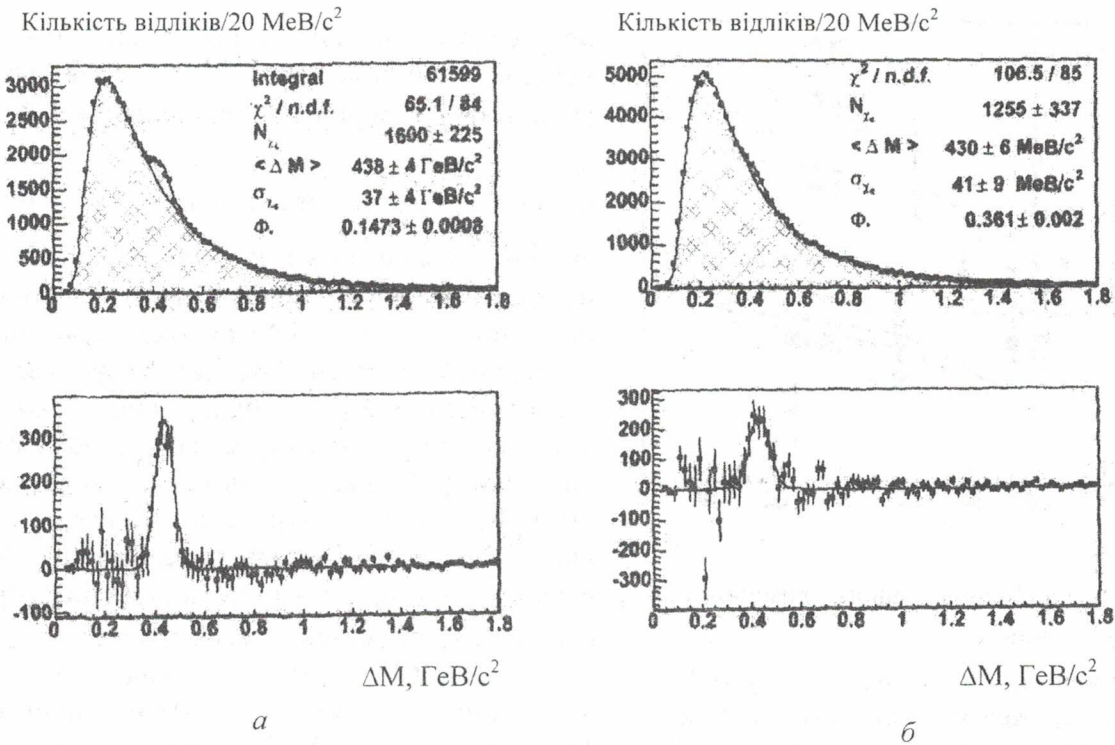 Кількість відліків/20 MeB/c²
Кількість відліків/20 MeB/c²
Integral 61599
χ² / n.d.f. 65.1 / 84
N 1600 ± 225
< Δ M > 438 ± 4 ГеВ/c²
σ 37 ± 4 ГеВ/c²
Ф. 0.1473 ± 0.0008
3000
2500
2000
1500
1000
500
0
0 0.2 0.4 0.6 0.8 1 1.2 1.4 1.6 1.8
χ² / n.d.f. 106.5 / 85
N 1255 ± 337
< Δ M > 430 ± 6 МеВ/c²
σ 41 ± 9 МеВ/c²
Ф. 0.361 ± 0.002
5000
4000
3000
2000
1000
0
0 0.2 0.4 0.6 0.8 1 1.2 1.4 1.6 1.8
300
200
100
0
-100
0 0.2 0.4 0.6 0.8 1 1.2 1.4 1.6 1.8
300
200
100
0
-100
-200
-300
0 0.2 0.4 0.6 0.8 1 1.2 1.4 1.6 1.8
ΔM, ГеВ/c²
ΔM, ГеВ/c²
а
б